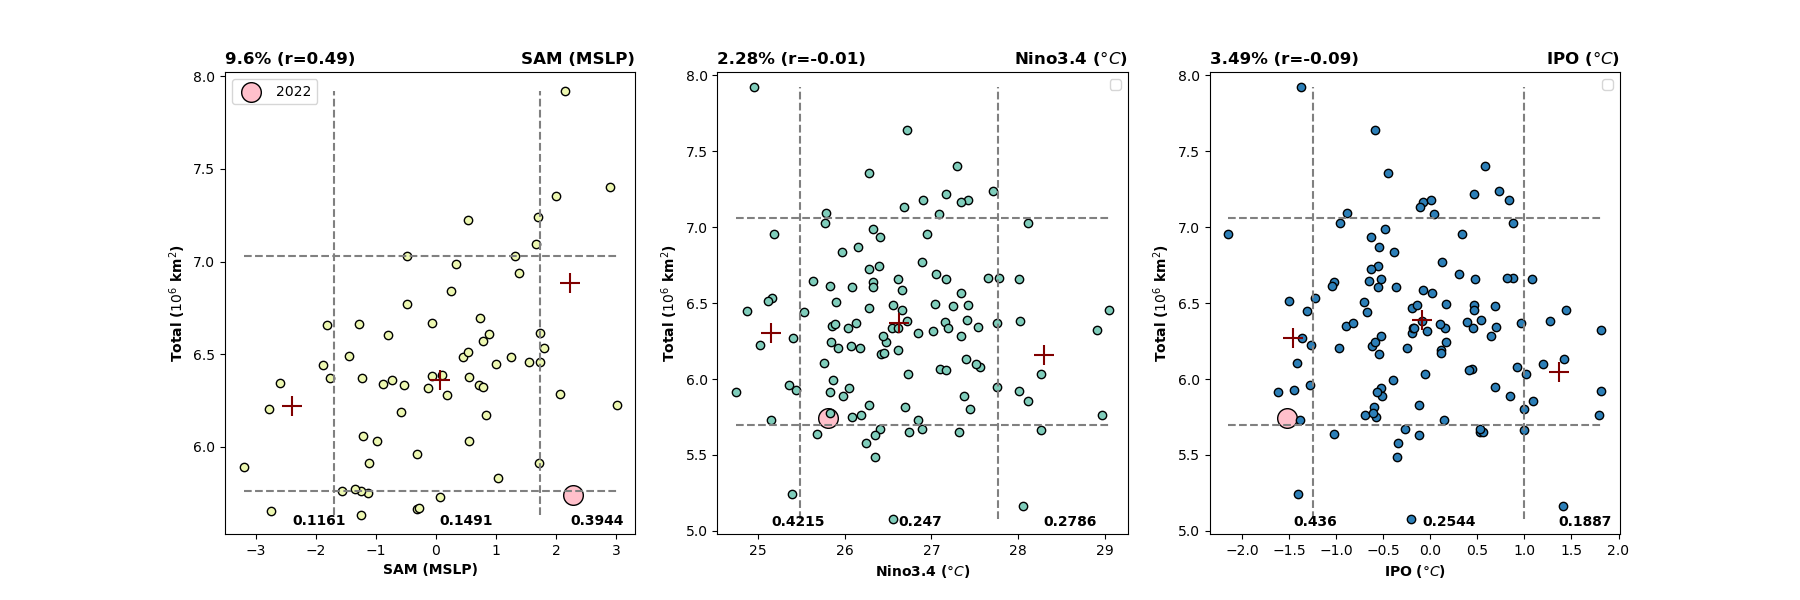 9.6% (r=0.49) SAM (MSLP)
2022
Total (10⁶ km²)
8.0
7.5
7.0
6.5
6.0
0.1161 0.1491 0.3944
−3 −2 −1 0 1 2 3
SAM (MSLP)
2.28% (r=-0.01) Nino3.4 (°C)
Total (10⁶ km²)
8.0
7.5
7.0
6.5
6.0
5.5
5.0
0.4215 0.247 0.2786
25 26 27 28 29
Nino3.4 (°C)
3.49% (r=-0.09) IPO (°C)
Total (10⁶ km²)
8.0
7.5
7.0
6.5
6.0
5.5
5.0
0.436 0.2544 0.1887
−2.0 −1.5 −1.0 −0.5 0.0 0.5 1.0 1.5 2.0
IPO (°C)